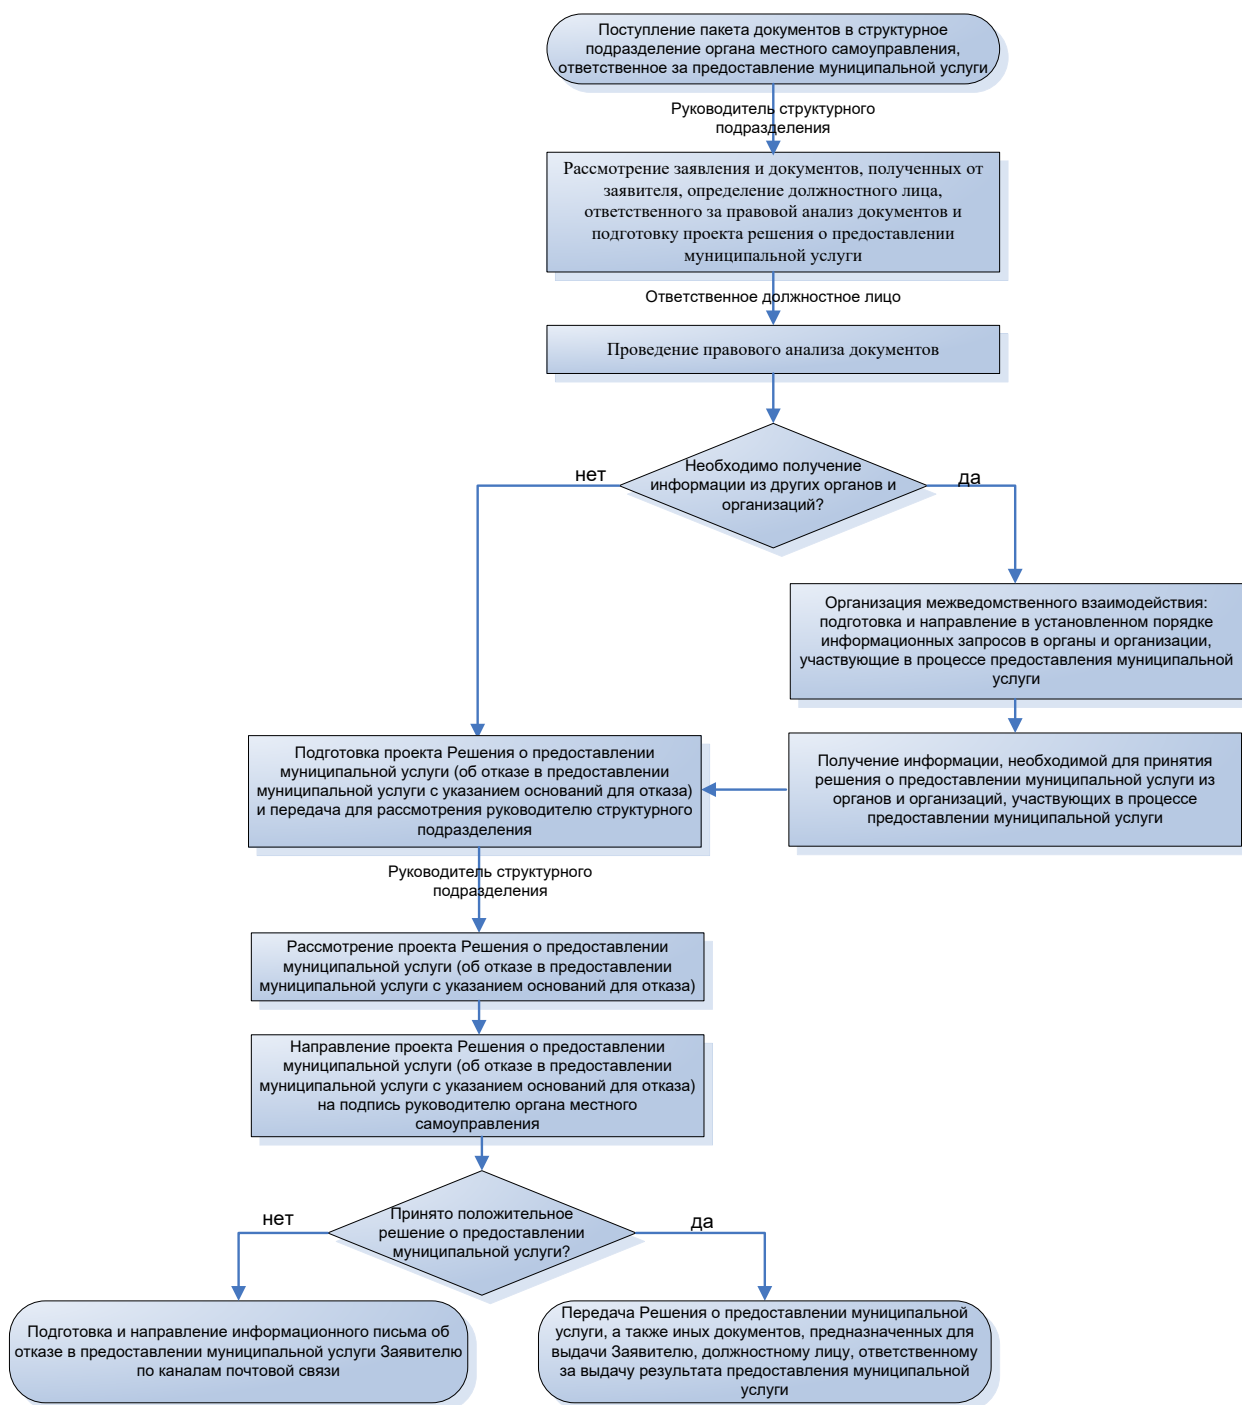 Поступление пакета документов в структурное
подразделение органа местного самоуправления,
ответственное за предоставление муниципальной услуги
Руководитель структурного
подразделения
Рассмотрение заявления и документов, полученных от
заявителя, определение должностного лица,
ответственного за правовой анализ документов и
подготовку проекта решения о предоставлении
муниципальной услуги
Ответственное должностное лицо
Проведение правового анализа документов
Необходимо получение
информации из других органов и
организаций?
нет
да
Организация межведомственного взаимодействия:
подготовка и направление в установленном порядке
информационных запросов в органы и организации,
участвующие в процессе предоставления муниципальной
услуги
Подготовка проекта Решения о предоставлении
муниципальной услуги (об отказе в предоставлении
муниципальной услуги с указанием оснований для отказа)
и передача для рассмотрения руководителю структурного
подразделения
Получение информации, необходимой для принятия
решения о предоставлении муниципальной услуги из
органов и организаций, участвующих в процессе
предоставлении муниципальной услуги
Руководитель структурного
подразделения
Рассмотрение проекта Решения о предоставлении
муниципальной услуги (об отказе в предоставлении
муниципальной услуги с указанием оснований для отказа)
Направление проекта Решения о предоставлении
муниципальной услуги (об отказе в предоставлении
муниципальной услуги с указанием оснований для отказа)
на подпись руководителю органа местного
самоуправления
Принято положительное
решение о предоставлении
муниципальной услуги?
нет
да
Подготовка и направление информационного письма об
отказе в предоставлении муниципальной услуги Заявителю
по каналам почтовой связи
Передача Решения о предоставлении муниципальной
услуги, а также иных документов, предназначенных для
выдачи Заявителю, должностному лицу, ответственному
за выдачу результата предоставления муниципальной
услуги